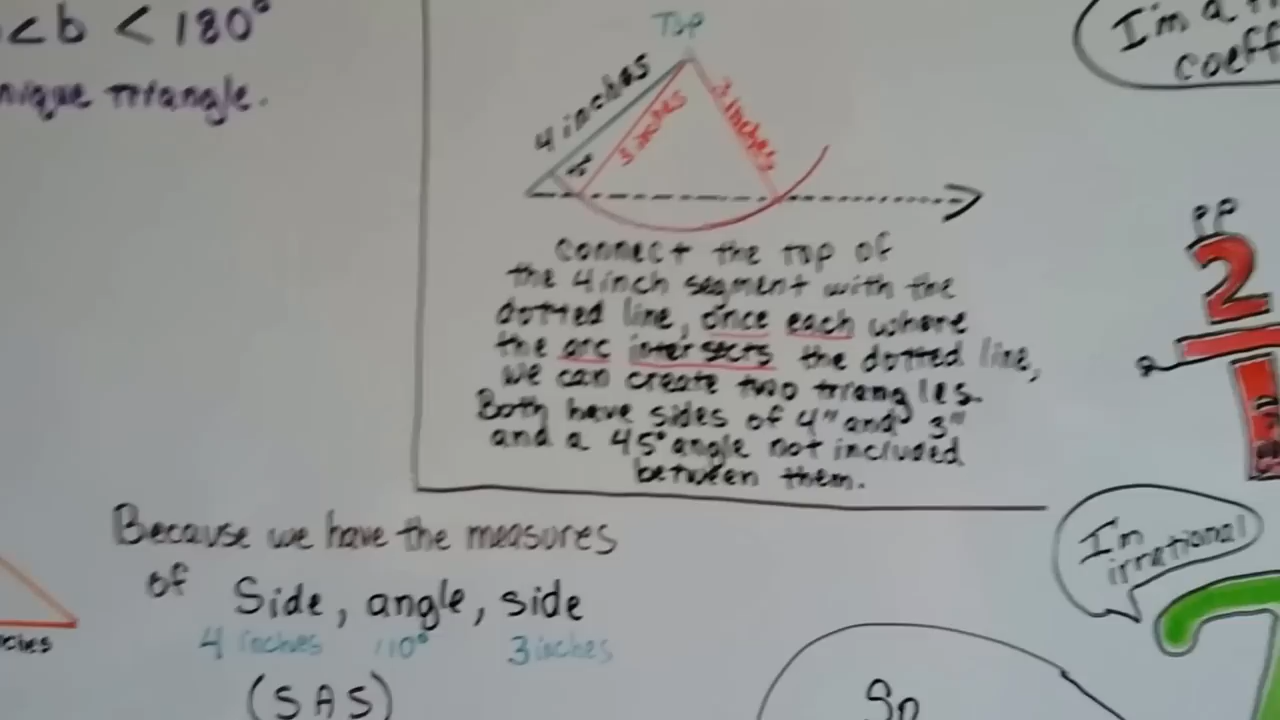 <b < 180°
nique Triangle.
Top
4 inches
3 inches
3 inches
connect the top of
the 4 inch segment with the
dotted line, once each where
the arc intersects the dotted line,
we can create two triangles.
Both have sides of 4" and 3"
and a 45° angle not included
between them.
Because we have the measures
of Side, angle, side
4 inches 110° 3 inches
(SAS)
I'm a
coeff
2
I'm
irrational
So